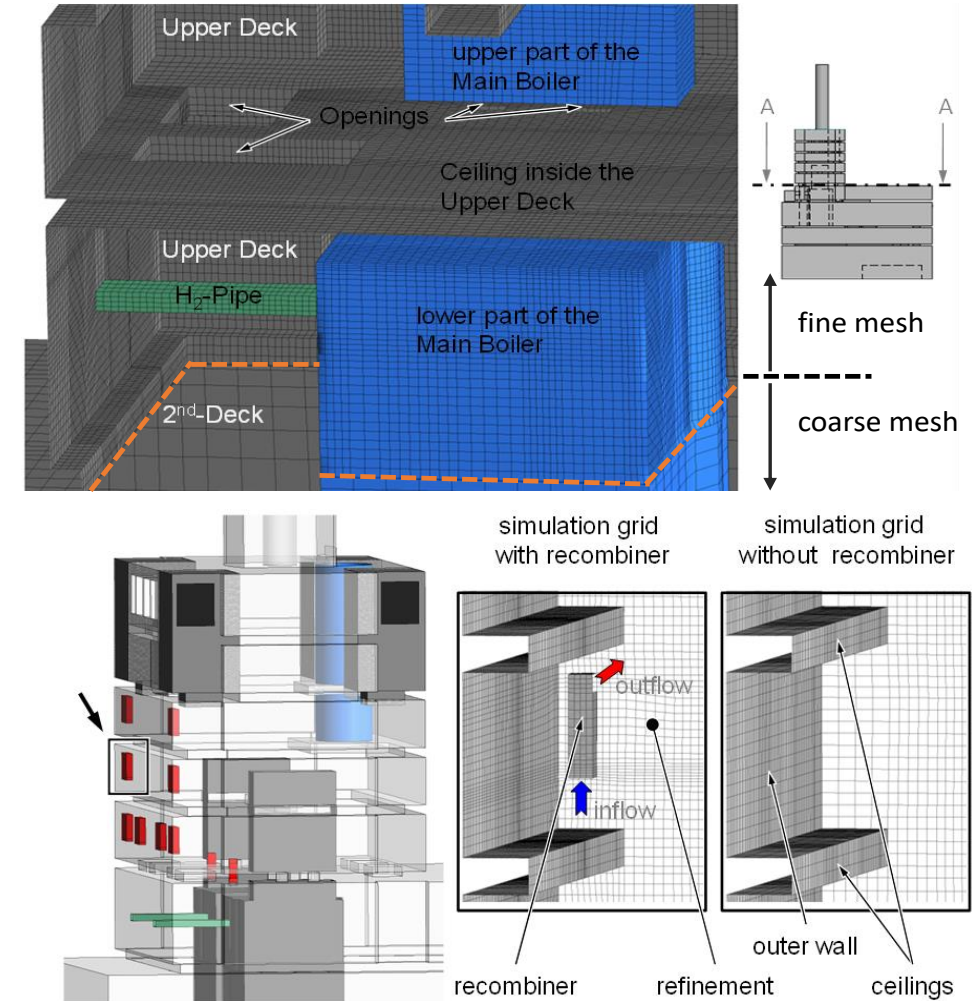 Upper Deck
upper part of the
Main Boiler
Openings
A
A
Ceiling inside the
Upper Deck
Upper Deck
H₂-Pipe
lower part of the
Main Boiler
fine mesh
2ⁿᵈ-Deck
coarse mesh
simulation grid
with recombiner
simulation grid
without recombiner
outflow
inflow
outer wall
recombiner
refinement
ceilings